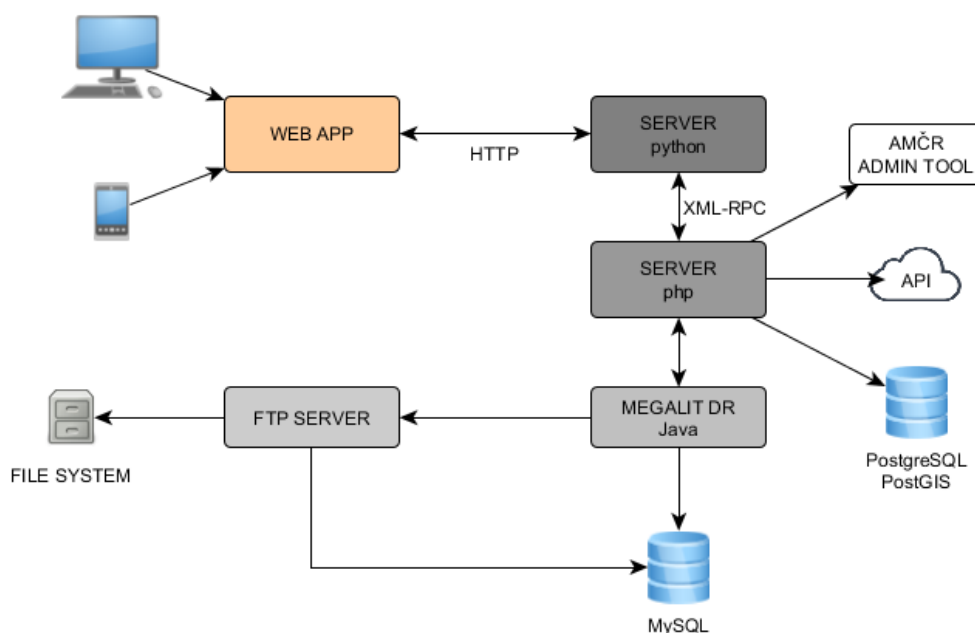 WEB APP
HTTP
SERVER
python
AMČR
ADMIN TOOL
XML-RPC
SERVER
php
API
FTP SERVER
MEGALIT DR
Java
FILE SYSTEM
PostgreSQL
PostGIS
MySQL